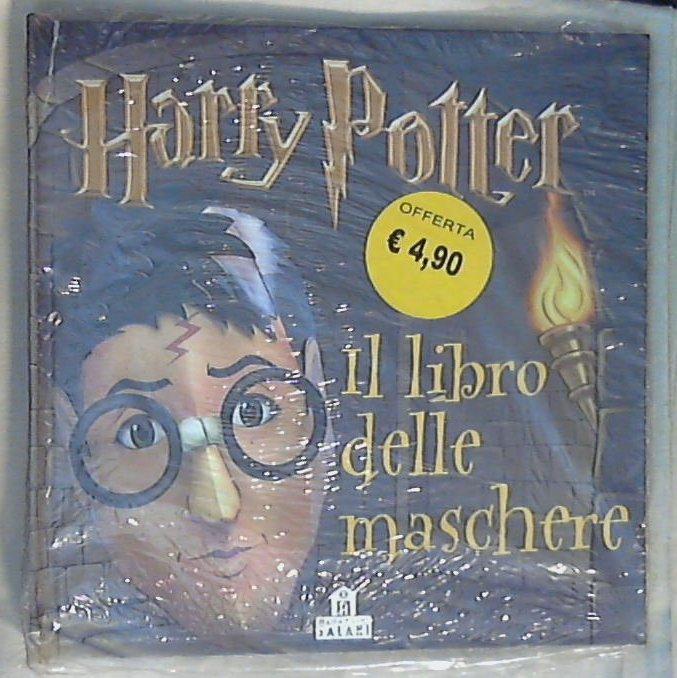 Harry Potter
OFFERTA
€ 4,90
il libro
delle
maschere
SALANI